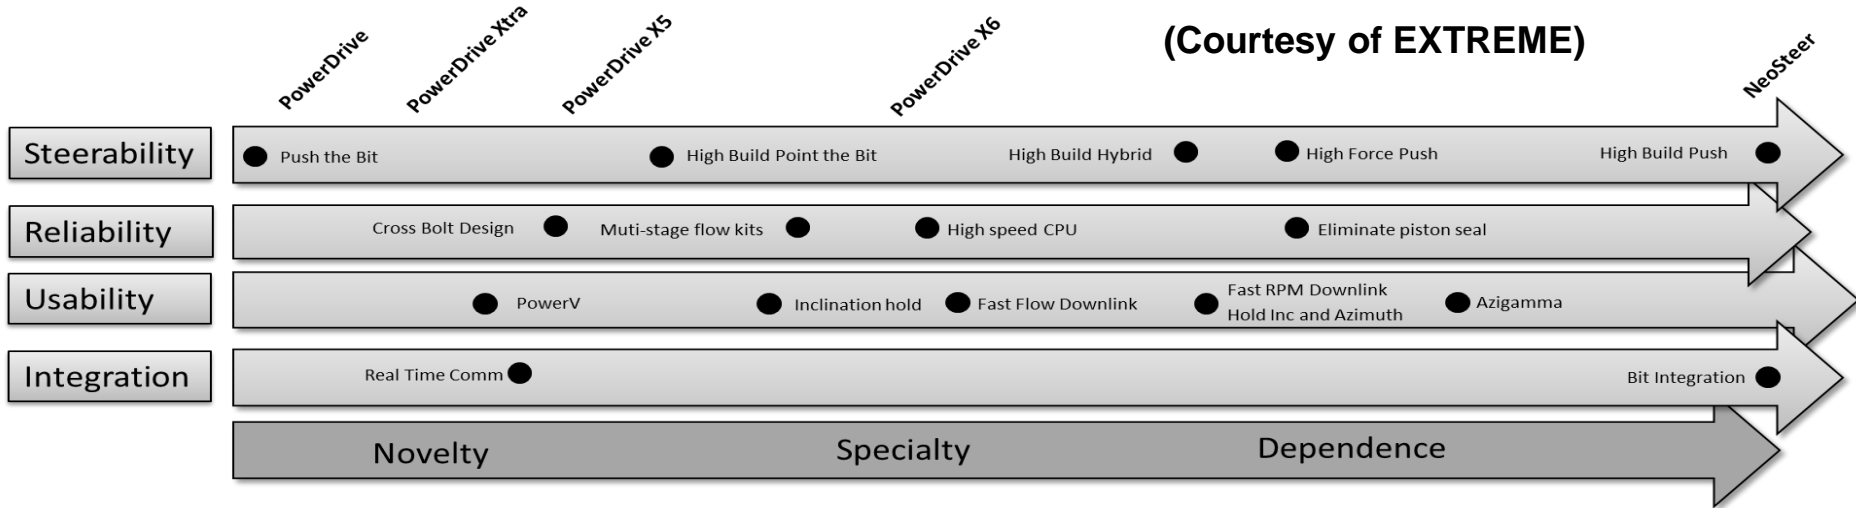 PowerDrive
PowerDrive Xtra
PowerDrive X5
PowerDrive X6
(Courtesy of EXTREME)
NeoSteer
Steerability
Push the Bit
High Build Point the Bit
High Build Hybrid
High Force Push
High Build Push
Reliability
Cross Bolt Design
Muti-stage flow kits
High speed CPU
Eliminate piston seal
Usability
PowerV
Inclination hold
Fast Flow Downlink
Fast RPM Downlink
Hold Inc and Azimuth
Azigamma
Integration
Real Time Comm
Bit Integration
Novelty
Specialty
Dependence